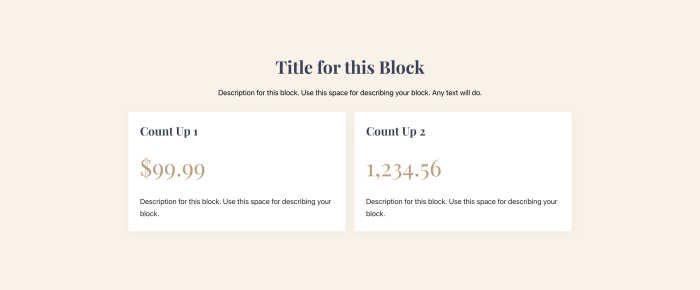 Title for this Block
Description for this block. Use this space for describing your block. Any text will do.
Count Up 1
$99.99
Description for this block. Use this space for describing your
block.
Count Up 2
1,234.56
Description for this block. Use this space for describing your
block.